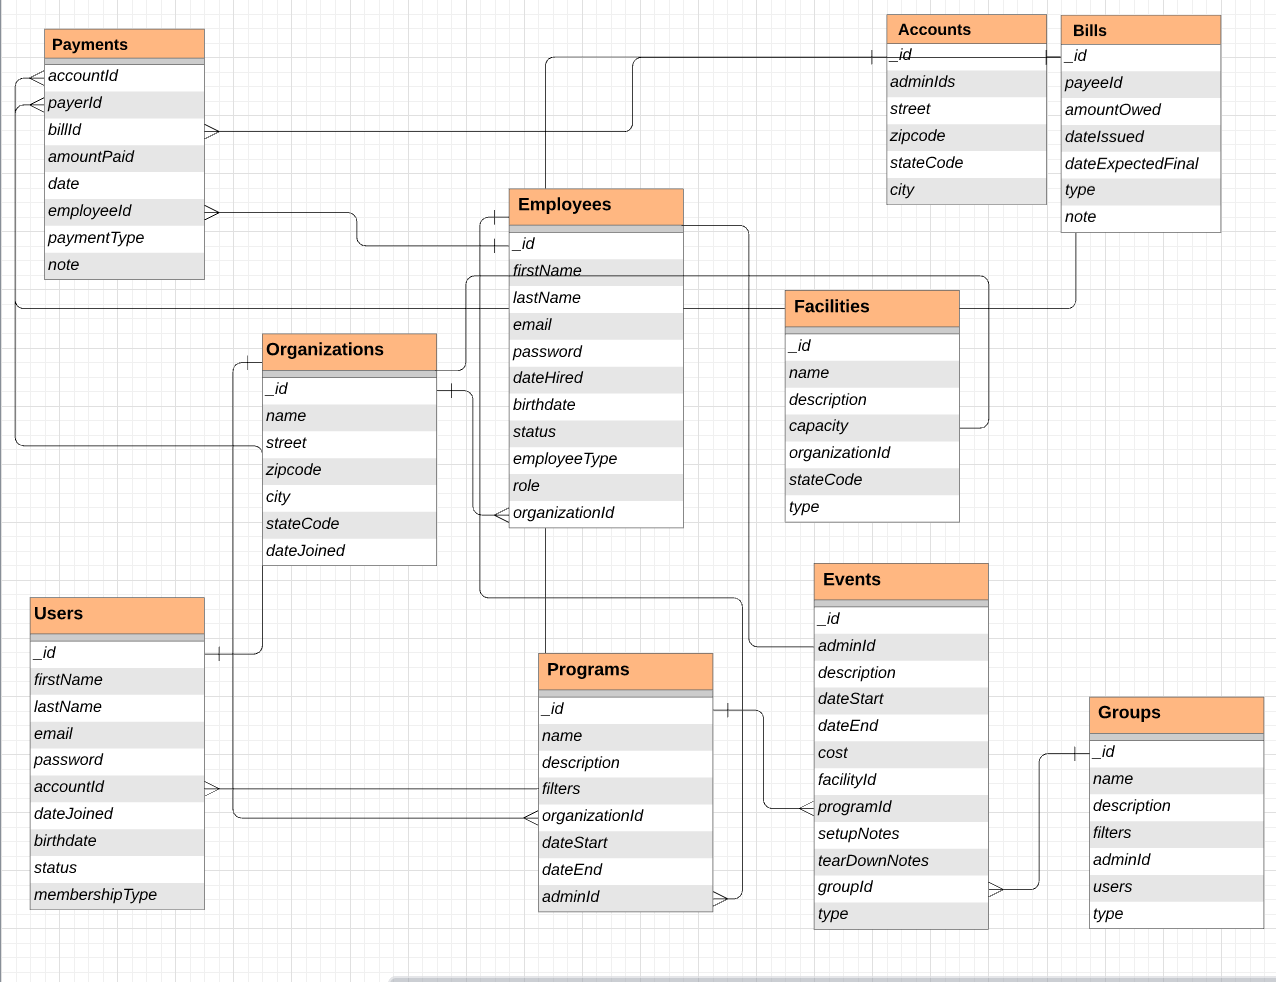 Payments
accountId
payerId
billId
amountPaid
date
employeeId
paymentType
note
Accounts
_id
adminIds
street
zipcode
stateCode
city
Bills
_id
payeeId
amountOwed
dateIssued
dateExpectedFinal
type
note
Employees
_id
firstName
lastName
email
password
dateHired
birthdate
status
employeeType
role
organizationId
Facilities
_id
name
description
capacity
organizationId
stateCode
type
Organizations
_id
name
street
zipcode
city
stateCode
dateJoined
Users
_id
firstName
lastName
email
password
accountId
dateJoined
birthdate
status
membershipType
Programs
_id
name
description
filters
organizationId
dateStart
dateEnd
adminId
Events
_id
adminId
description
dateStart
dateEnd
cost
facilityId
programId
setupNotes
tearDownNotes
groupId
type
Groups
_id
name
description
filters
adminId
users
type